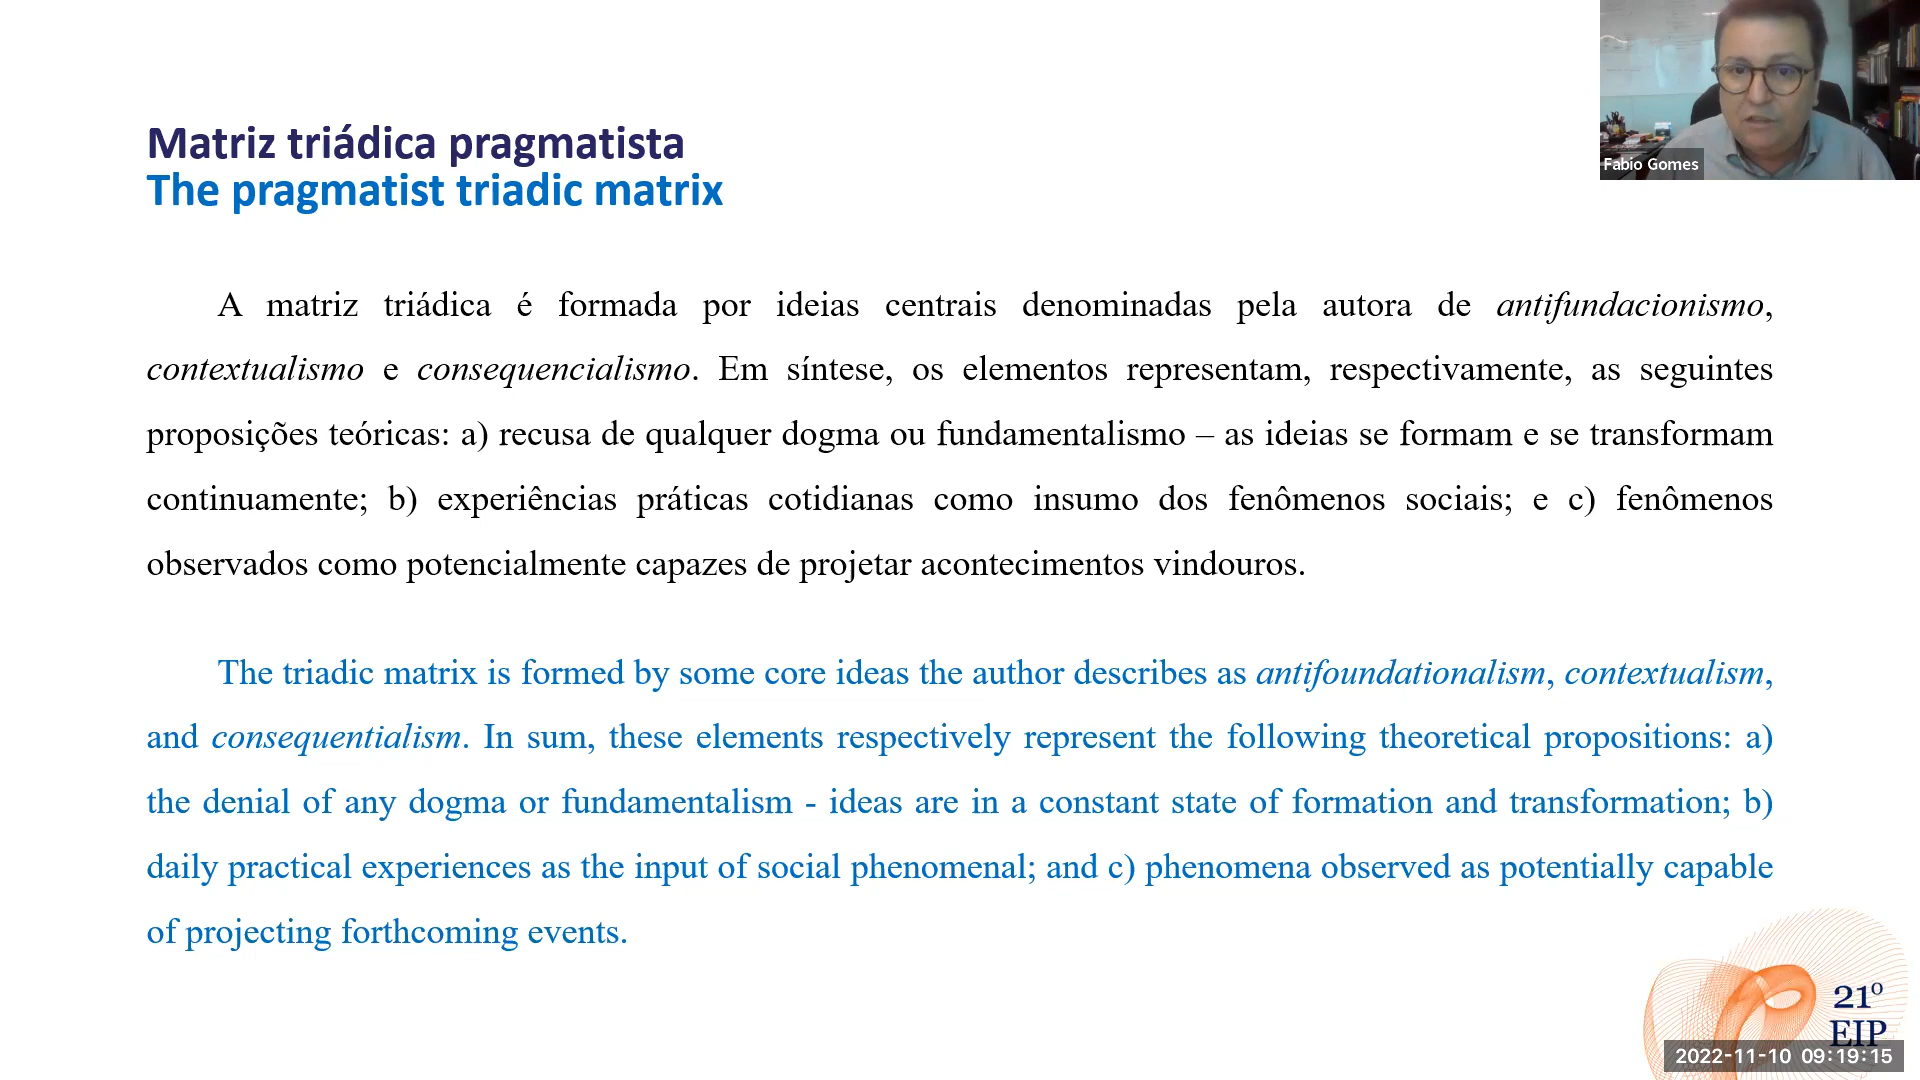 Matriz triádica pragmatista
The pragmatist triadic matrix
Fabio Gomes
A matriz triádica é formada por ideias centrais denominadas pela autora de antifundacionismo,
contextualismo e consequencialismo. Em síntese, os elementos representam, respectivamente, as seguintes
proposições teóricas: a) recusa de qualquer dogma ou fundamentalismo – as ideias se formam e se transformam
continuamente; b) experiências práticas cotidianas como insumo dos fenômenos sociais; e c) fenômenos
observados como potencialmente capazes de projetar acontecimentos vindouros.
The triadic matrix is formed by some core ideas the author describes as antifoundationalism, contextualism,
and consequentialism. In sum, these elements respectively represent the following theoretical propositions: a)
the denial of any dogma or fundamentalism - ideas are in a constant state of formation and transformation; b)
daily practical experiences as the input of social phenomenal; and c) phenomena observed as potentially capable
of projecting forthcoming events.
21º
EIP
2022-11-10 09:19:15